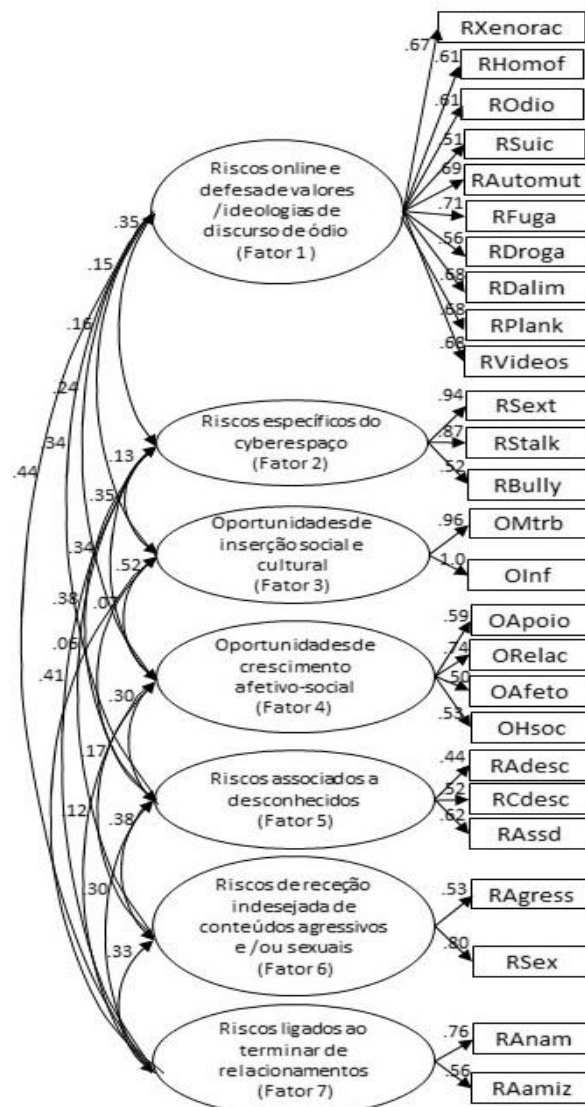 RXenorac
.67
RHomof
.61
ROdio
.61
RSuic
.51
RAutomut
.69
RFuga
.71
RDroga
.56
RDalim
.68
RPlank
.68
RVideos
.68
Riscos online e
defesa de valores
/ideologias de
discurso de ódio
(Fator 1 )
.35
.15
.16
.24
.34
.44
Riscos específicos do
cyberespaço
(Fator 2)
.94
RSext
.87
RStalk
.52
RBully
.13
.35
.34
.38
.06
.41
Oportunidades de
inserção social e
cultural
(Fator 3)
.96
OMtrb
1.0
OInf
.52
.07
Oportunidades de
crescimento
afetivo-social
(Fator 4)
.59
OApoio
.74
ORelac
.50
OAfeto
.53
OHsoc
.30
.17
.12
Riscos associados a
desconhecidos
(Fator 5)
.44
RAdesc
.52
RCdesc
.62
RAssd
.38
.30
Riscos de receção
indesejada de
conteúdos agressivos
e /ou sexuais
(Fator 6)
.53
RAgress
.80
RSex
.33
Riscos ligados ao
terminar de
relacionamentos
(Fator 7)
.76
RAnam
.56
RAamiz